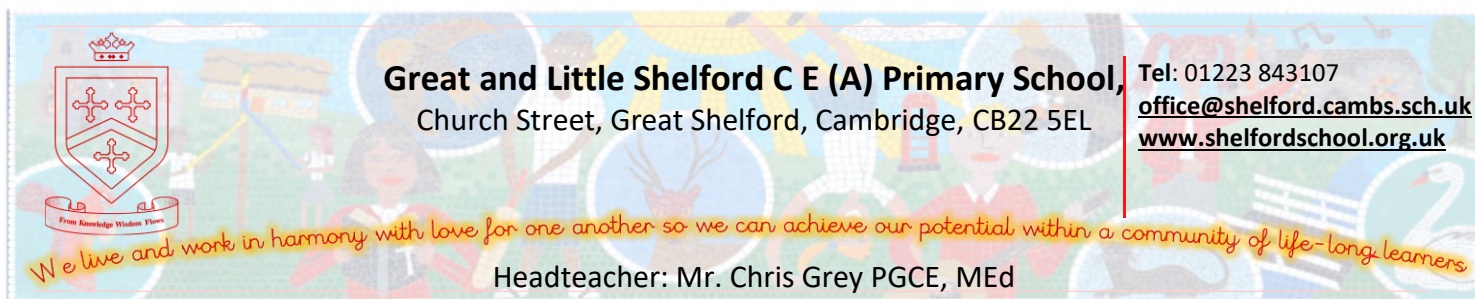 Great and Little Shelford C E (A) Primary School,
Church Street, Great Shelford, Cambridge, CB22 5EL
Tel: 01223 843107
office@shelford.cambs.sch.uk
www.shelfordschool.org.uk
From Knowledge Wisdom Flows
We live and work in harmony with love for one another so we can achieve our potential within a community of life-long learners
Headteacher: Mr. Chris Grey PGCE, MEd